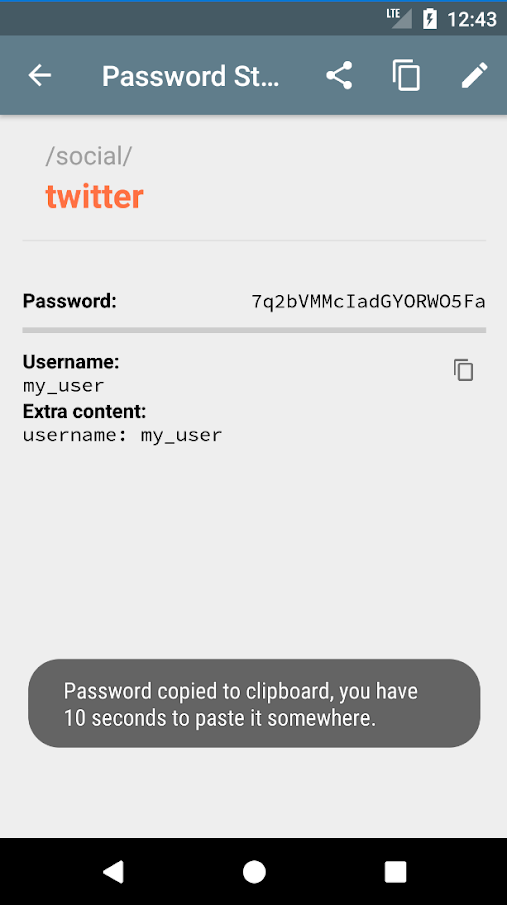 LTE 12:43
Password St...
/social/
twitter
Password: 7q2bVMMcIadGYORWO5Fa
Username:
my_user
Extra content:
username: my_user
Password copied to clipboard, you have
10 seconds to paste it somewhere.